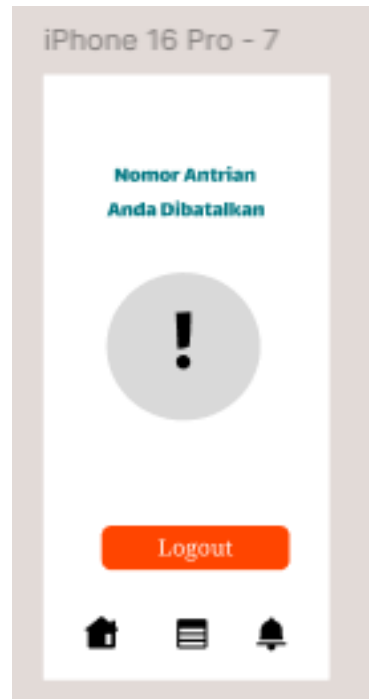 iPhone 16 Pro - 7
Nomor Antrian
Anda Dibatalkan
!
Logout